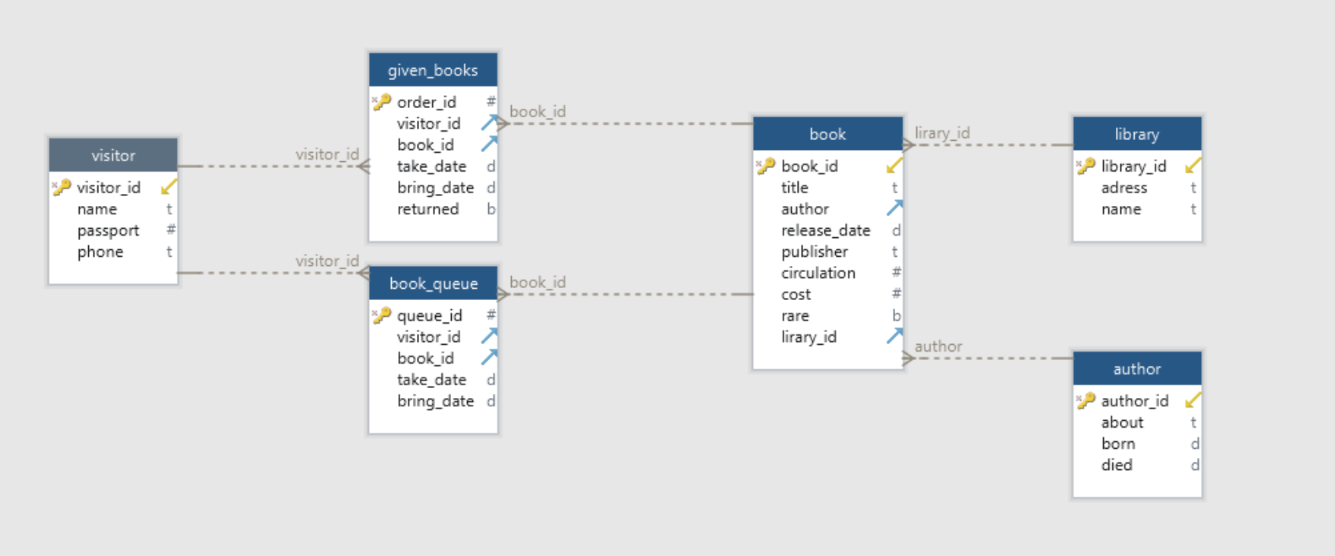 given_books
order_id #
visitor_id
book_id
take_date d
bring_date d
returned b
book_id
visitor_id
visitor
visitor_id
name t
passport #
phone t
visitor_id
book_queue
queue_id #
visitor_id
book_id
take_date d
bring_date d
book_id
book
book_id
title t
author
release_date d
publisher t
circulation #
cost #
rare b
lirary_id
lirary_id
library
library_id
adress t
name t
author
author
author_id
about t
born d
died d